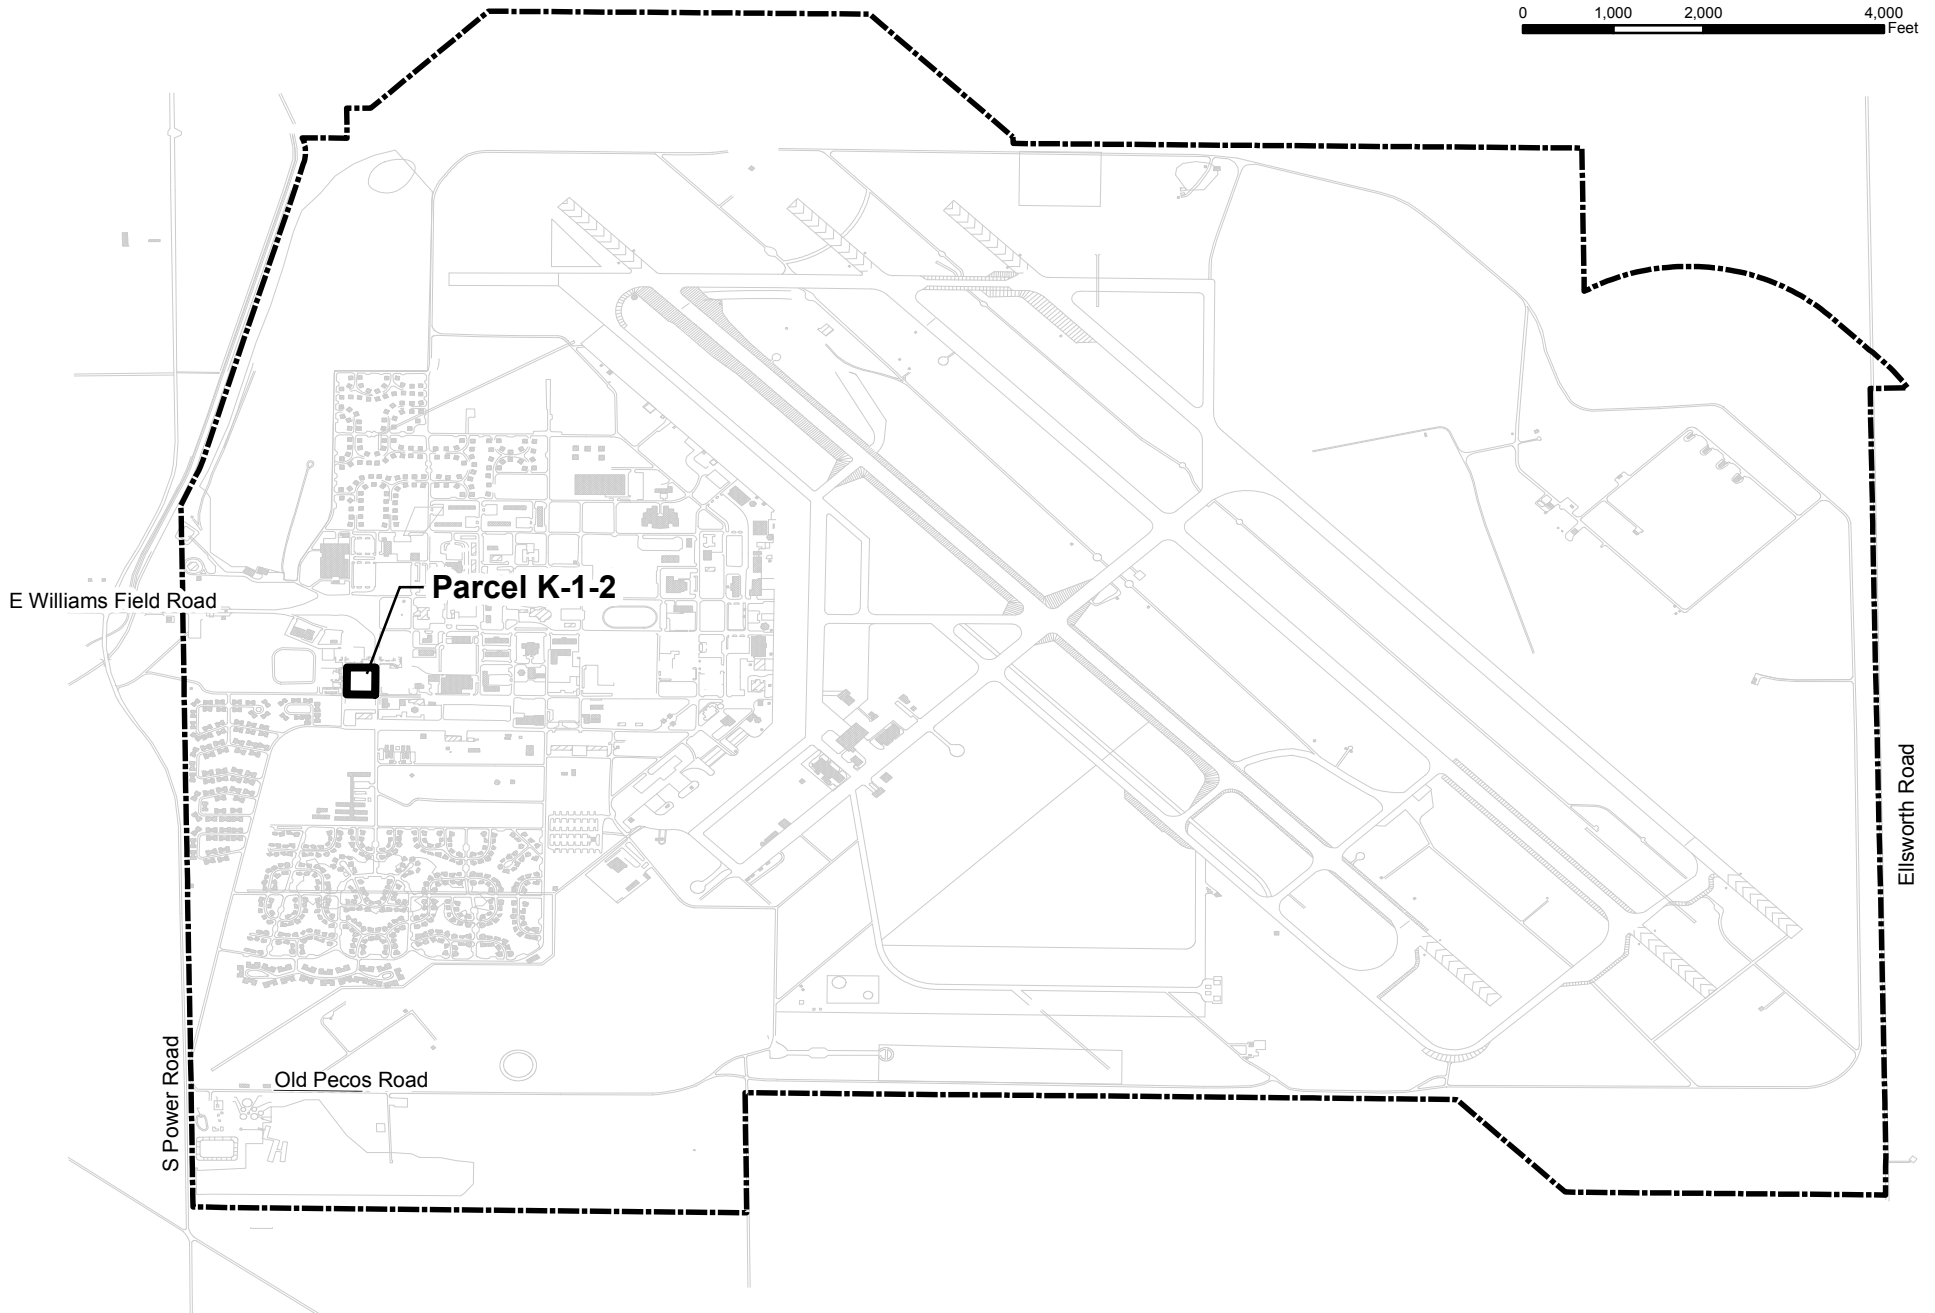 0 1,000 2,000 4,000
Feet
Parcel K-1-2
E Williams Field Road
Ellsworth Road
S Power Road
Old Pecos Road